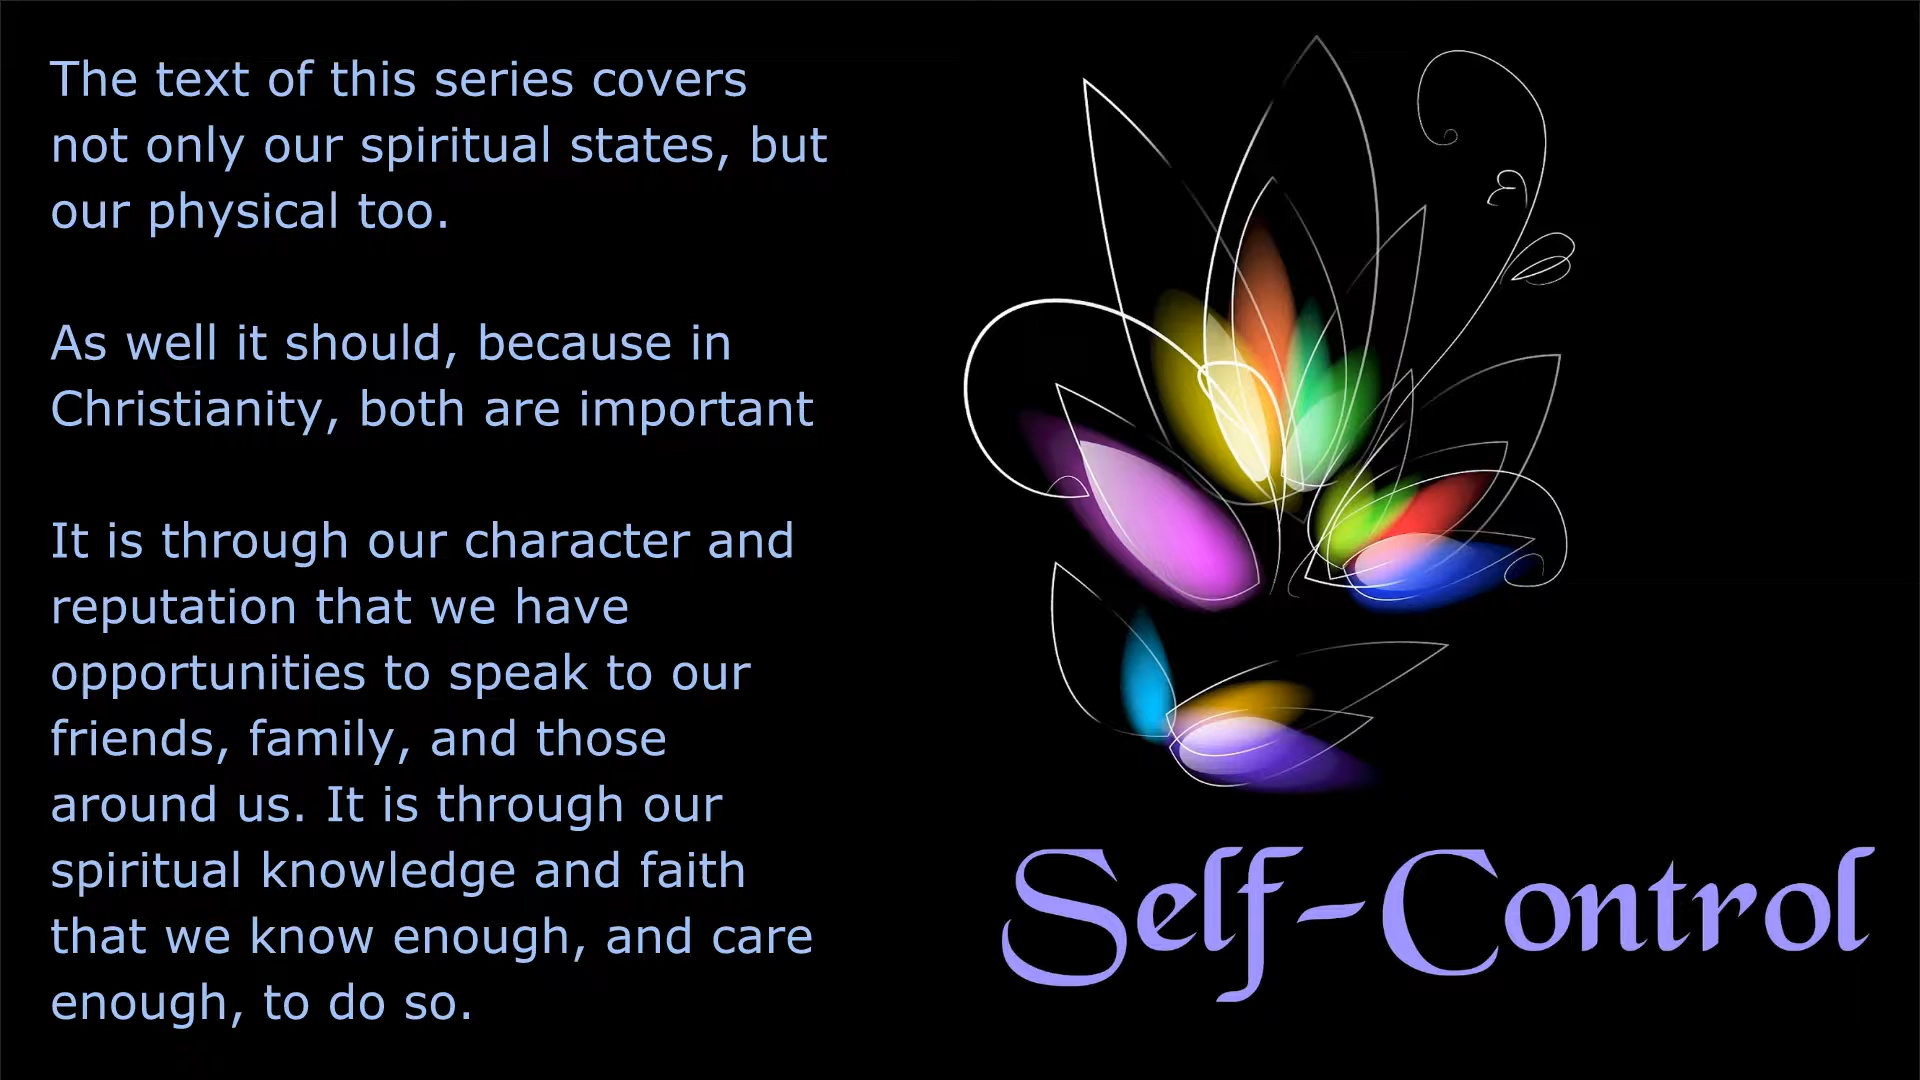 The text of this series covers
not only our spiritual states, but
our physical too.
As well it should, because in
Christianity, both are important
It is through our character and
reputation that we have
opportunities to speak to our
friends, family, and those
around us. It is through our
spiritual knowledge and faith
that we know enough, and care
enough, to do so.
Self-Control